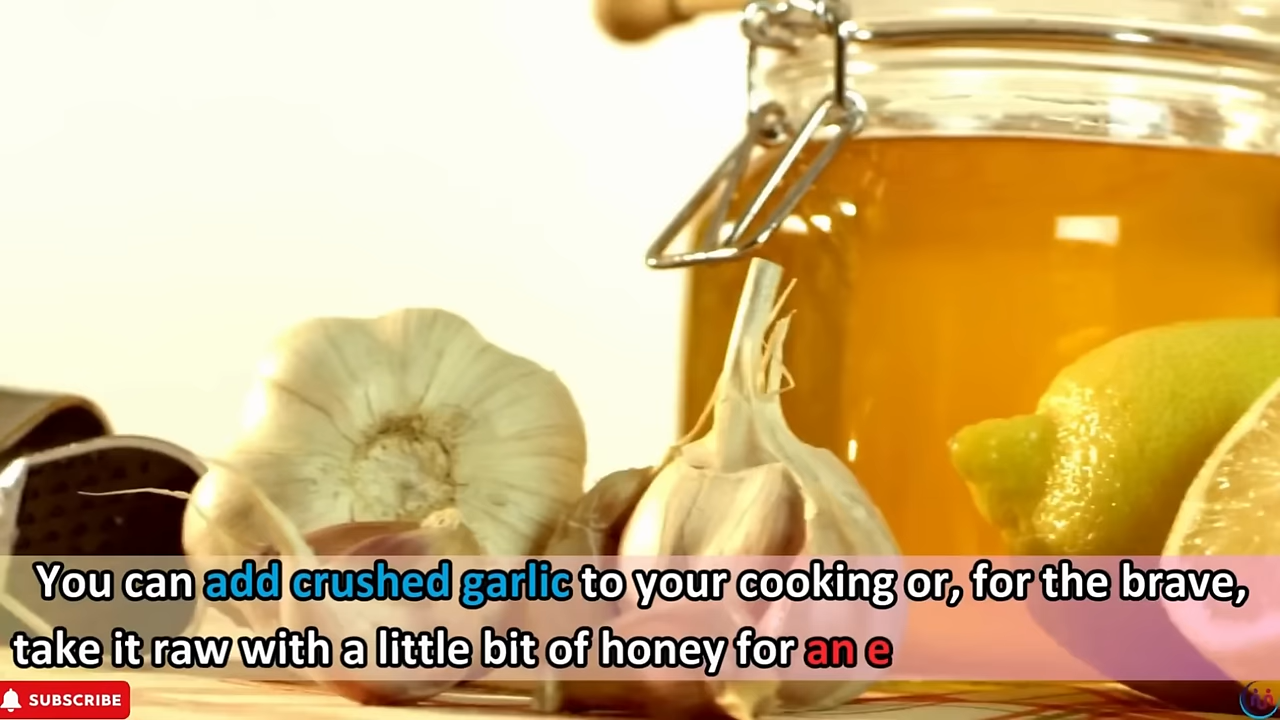 You can add crushed garlic to your cooking or, for the brave,
take it raw with a little bit of honey for an e
SUBSCRIBE